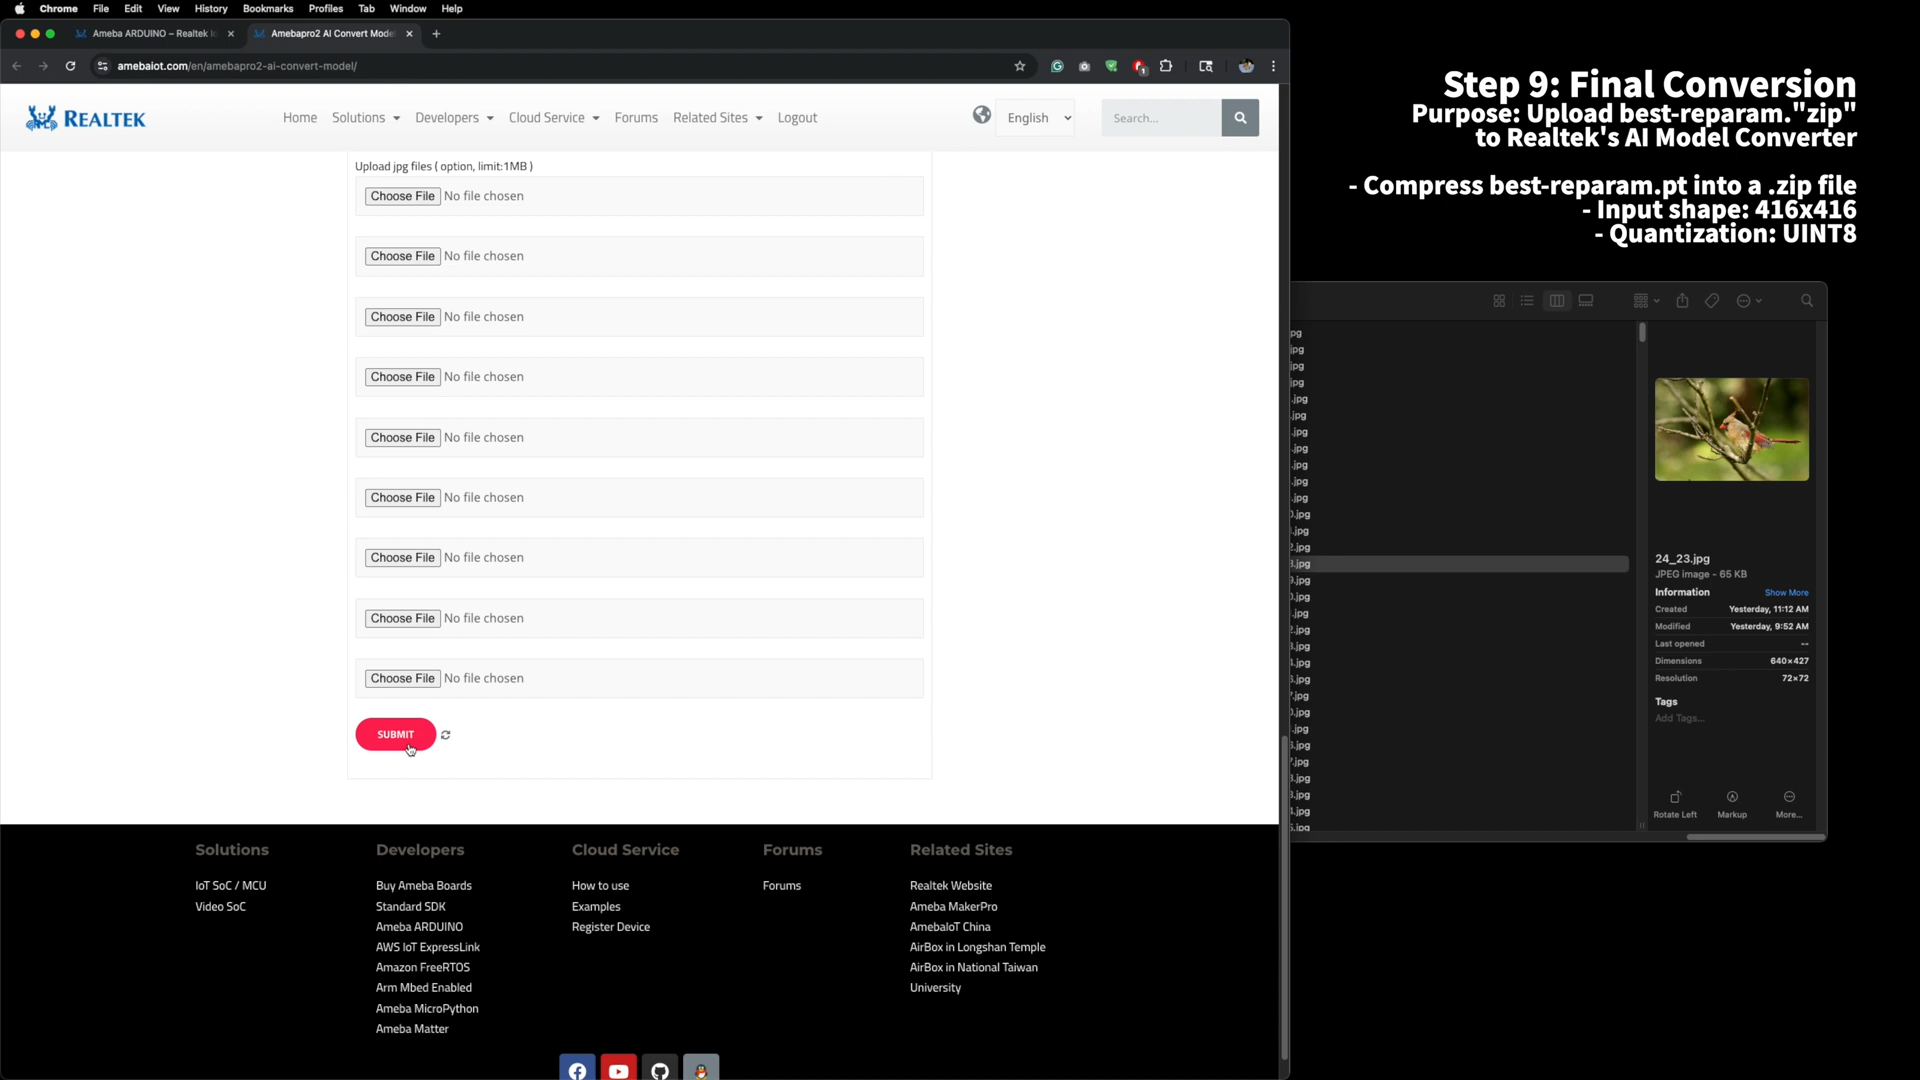 Chrome File Edit View History Bookmarks Profiles Tab Window Help
Ameba ARDUINO – Realtek
Amebapro2 AI Convert Mode
amebaiot.com/en/amebapro2-ai-convert-model/
REALTEK
Home Solutions Developers Cloud Service Forums Related Sites Logout
English
Search...
Upload jpg files ( option, limit:1MB )
Choose File No file chosen
Choose File No file chosen
Choose File No file chosen
Choose File No file chosen
Choose File No file chosen
Choose File No file chosen
Choose File No file chosen
Choose File No file chosen
Choose File No file chosen
SUBMIT
Solutions
IoT SoC / MCU
Video SoC
Developers
Buy Ameba Boards
Standard SDK
Ameba ARDUINO
AWS IoT ExpressLink
Amazon FreeRTOS
Arm Mbed Enabled
Ameba MicroPython
Ameba Matter
Cloud Service
How to use
Examples
Register Device
Forums
Forums
Related Sites
Realtek Website
Ameba MakerPro
AmebaIoT China
AirBox in Longshan Temple
AirBox in National Taiwan
University
Step 9: Final Conversion
Purpose: Upload best-reparam."zip"
to Realtek's AI Model Converter
- Compress best-reparam.pt into a .zip file
- Input shape: 416x416
- Quantization: UINT8
24_23.jpg
JPEG image - 65 KB
Information Show More
Created Yesterday, 11:12 AM
Modified Yesterday, 9:52 AM
Last opened --
Dimensions 640×427
Resolution 72×72
Tags
Add Tags...
Rotate Left Markup More...